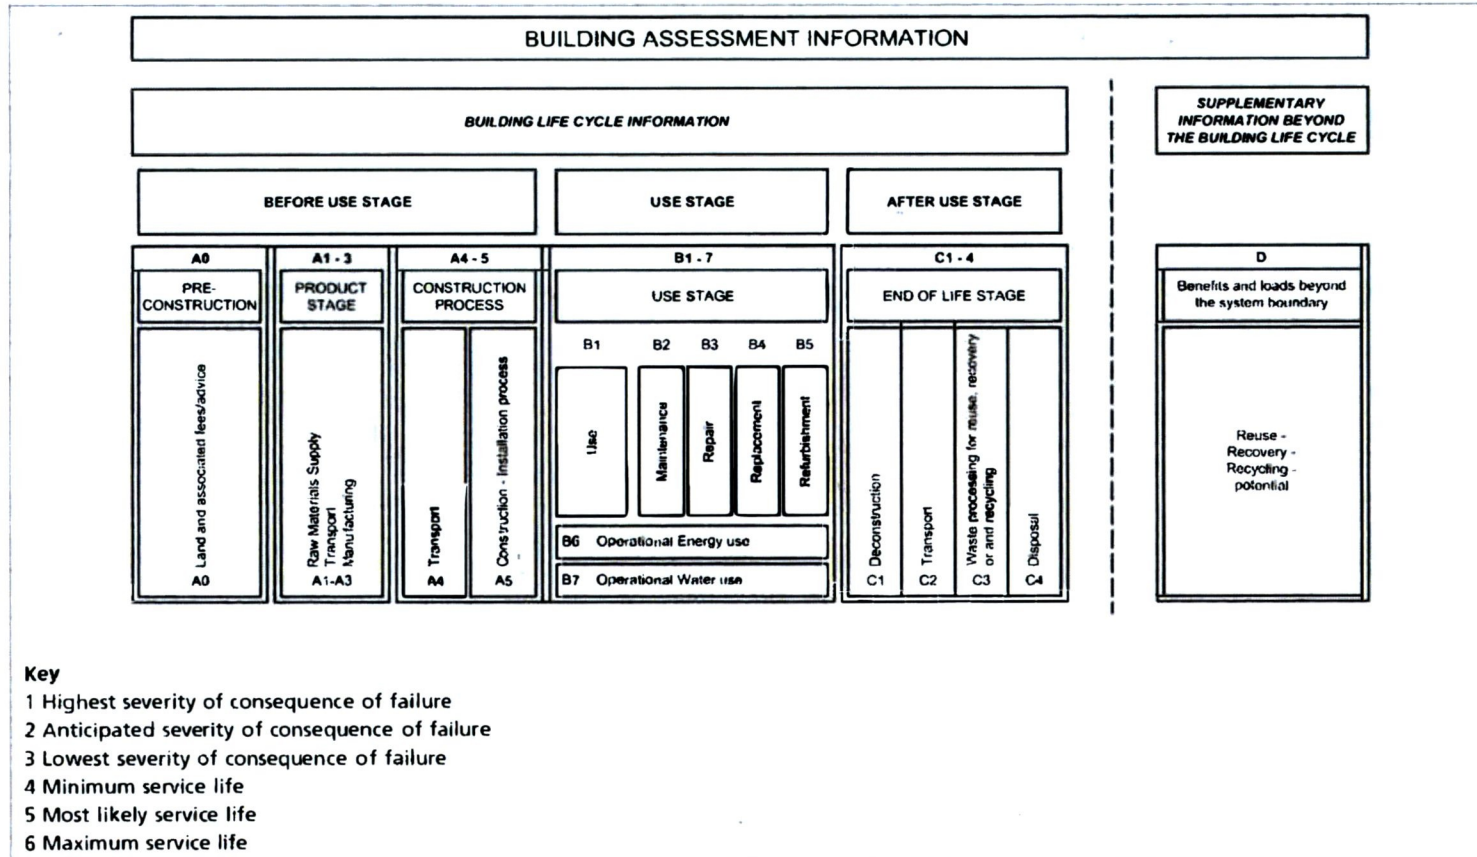 BUILDING ASSESSMENT INFORMATION
BUILDING LIFE CYCLE INFORMATION
SUPPLEMENTARY
INFORMATION BEYOND
THE BUILDING LIFE CYCLE
BEFORE USE STAGE
USE STAGE
AFTER USE STAGE
A0
PRE-
CONSTRUCTION
Land and associated fees/advice
A0
A1 - 3
PRODUCT
STAGE
Raw Materials Supply
Transport
Manufacturing
A1-A3
A4 - 5
CONSTRUCTION
PROCESS
Transport
A4
Construction - Installation process
A5
B1 - 7
USE STAGE
B1
Use
B2
Maintenance
B3
Repair
B4
Replacement
B5
Refurbishment
B6 Operational Energy use
B7 Operational Water use
C1 - 4
END OF LIFE STAGE
Deconstruction
C1
Transport
C2
Waste processing for reuse, recovery
or and recycling
C3
Disposal
C4
D
Benefits and loads beyond
the system boundary
Reuse -
Recovery -
Recycling -
potential
Key
1 Highest severity of consequence of failure
2 Anticipated severity of consequence of failure
3 Lowest severity of consequence of failure
4 Minimum service life
5 Most likely service life
6 Maximum service life